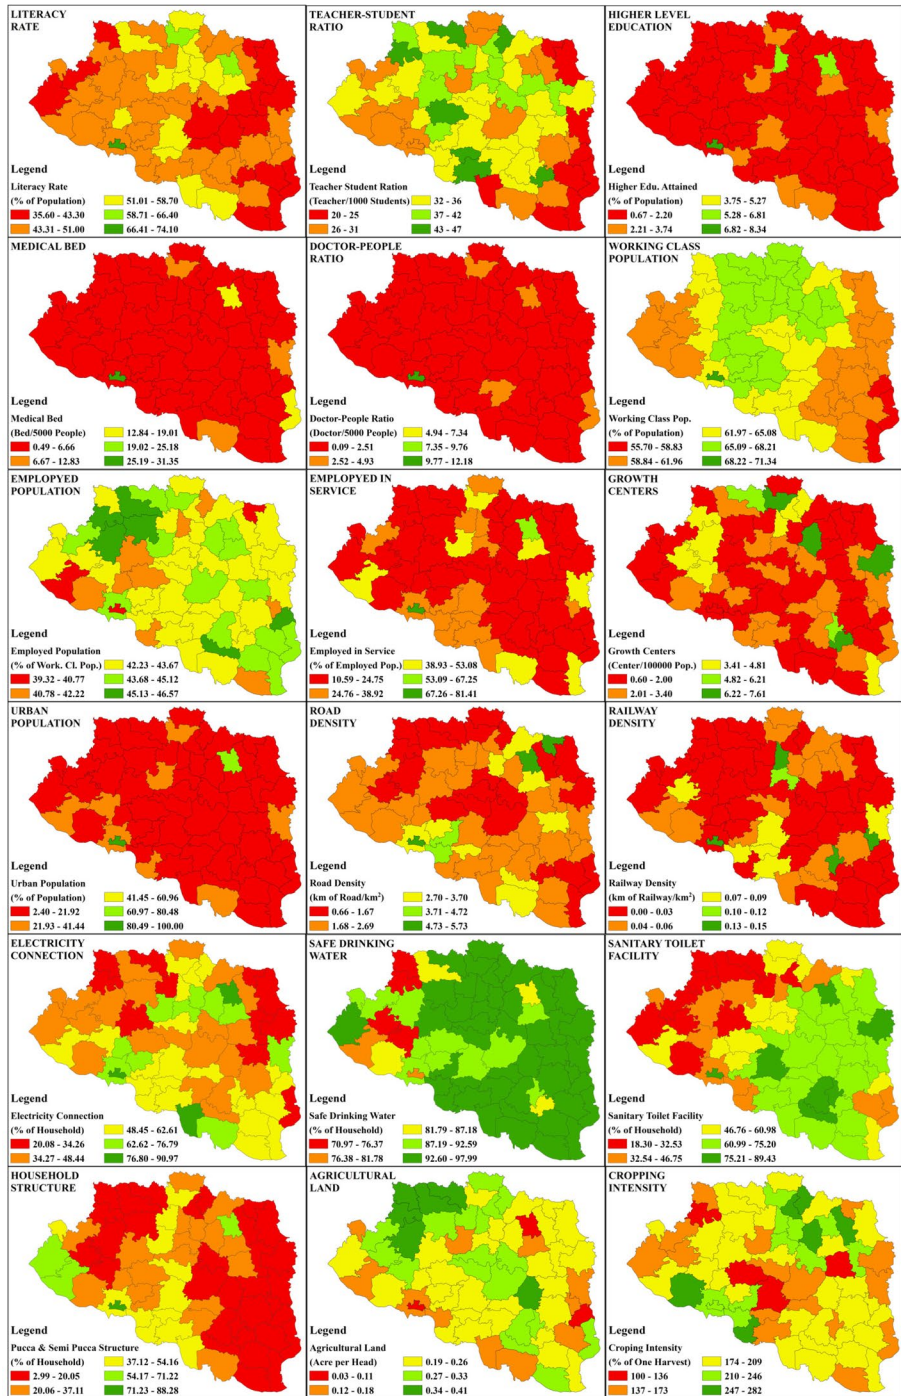 LITERACY
RATE
Legend
Literacy Rate
(% of Population)
35.60 - 43.30
43.31 - 51.00
51.01 - 58.70
58.71 - 66.40
66.41 - 74.10
TEACHER-STUDENT
RATIO
Legend
Teacher Student Ration
(Teacher/1000 Students)
20 - 25
26 - 31
32 - 36
37 - 42
43 - 47
HIGHER LEVEL
EDUCATION
Legend
Higher Edu. Attained
(% of Population)
0.67 - 2.20
2.21 - 3.74
3.75 - 5.27
5.28 - 6.81
6.82 - 8.34
MEDICAL BED
Legend
Medical Bed
(Bed/5000 People)
0.49 - 6.66
6.67 - 12.83
12.84 - 19.01
19.02 - 25.18
25.19 - 31.35
DOCTOR-PEOPLE
RATIO
Legend
Doctor-People Ratio
(Doctor/5000 People)
0.09 - 2.51
2.52 - 4.93
4.94 - 7.34
7.35 - 9.76
9.77 - 12.18
WORKING CLASS
POPULATION
Legend
Working Class Pop.
(% of Population)
55.70 - 58.83
58.84 - 61.96
61.97 - 65.08
65.09 - 68.21
68.22 - 71.34
EMPLOPYED
POPULATION
Legend
Employed Population
(% of Work. Cl. Pop.)
39.32 - 40.77
40.78 - 42.22
42.23 - 43.67
43.68 - 45.12
45.13 - 46.57
EMPLOPYED IN
SERVICE
Legend
Employed in Service
(% of Employed Pop.)
10.59 - 24.75
24.76 - 38.92
38.93 - 53.08
53.09 - 67.25
67.26 - 81.41
GROWTH
CENTERS
Legend
Growth Centers
(Center/100000 Pop.)
0.60 - 2.00
2.01 - 3.40
3.41 - 4.81
4.82 - 6.21
6.22 - 7.61
URBAN
POPULATION
Legend
Urban Population
(% of Population)
2.40 - 21.92
21.93 - 41.44
41.45 - 60.96
60.97 - 80.48
80.49 - 100.00
ROAD
DENSITY
Legend
Road Density
(km of Road/km²)
0.66 - 1.67
1.68 - 2.69
2.70 - 3.70
3.71 - 4.72
4.73 - 5.73
RAILWAY
DENSITY
Legend
Railway Density
(km of Railway/km²)
0.00 - 0.03
0.04 - 0.06
0.07 - 0.09
0.10 - 0.12
0.13 - 0.15
ELECTRICITY
CONNECTION
Legend
Electricity Connection
(% of Household)
20.08 - 34.26
34.27 - 48.44
48.45 - 62.61
62.62 - 76.79
76.80 - 90.97
SAFE DRINKING
WATER
Legend
Safe Drinking Water
(% of Household)
70.97 - 76.37
76.38 - 81.78
81.79 - 87.18
87.19 - 92.59
92.60 - 97.99
SANITARY TOILET
FACILITY
Legend
Sanitary Toilet Facility
(% of Household)
18.30 - 32.53
32.54 - 46.75
46.76 - 60.98
60.99 - 75.20
75.21 - 89.43
HOUSEHOLD
STRUCTURE
Legend
Pucca & Semi Pucca Structure
(% of Household)
2.99 - 20.05
20.06 - 37.11
37.12 - 54.16
54.17 - 71.22
71.23 - 88.28
AGRICULTURAL
LAND
Legend
Agricultural Land
(Acre per Head)
0.03 - 0.11
0.12 - 0.18
0.19 - 0.26
0.27 - 0.33
0.34 - 0.41
CROPPING
INTENSITY
Legend
Croping Intensity
(% of One Harvest)
100 - 136
137 - 173
174 - 209
210 - 246
247 - 282